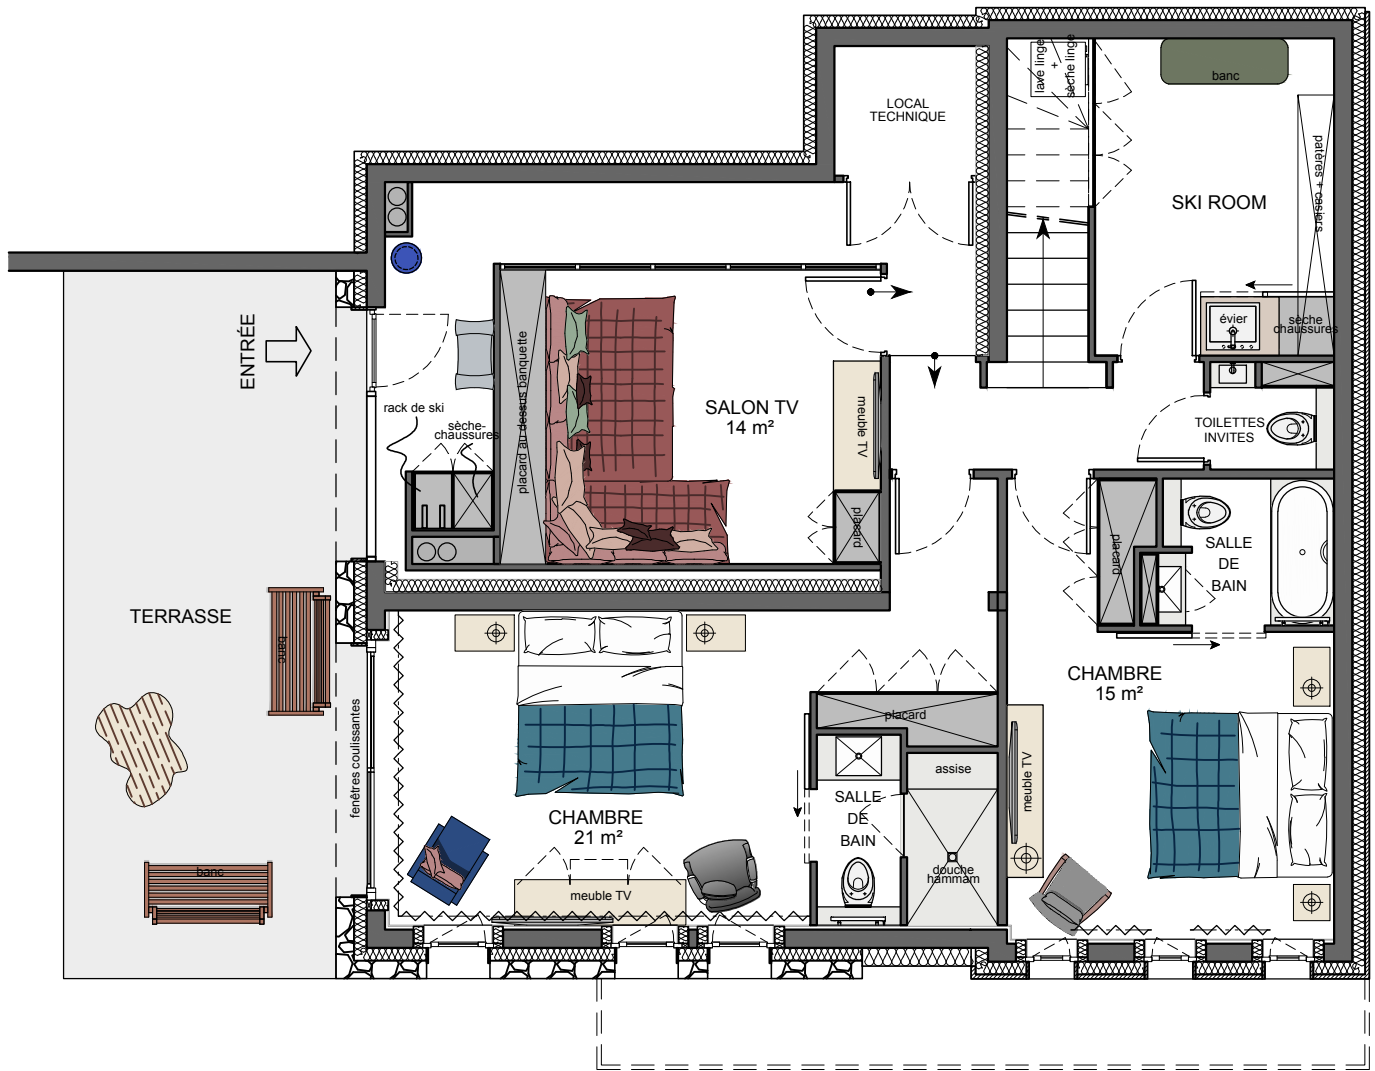 lave linge
+
sèche linge
banc
LOCAL
TECHNIQUE
patères + casiers
SKI ROOM
ENTRÉE
évier
sèche
chaussures
placard au dessus banquette
rack de ski
sèche-
chaussures
SALON TV
14 m²
meuble TV
TOILETTES
INVITES
placard
placard
SALLE
DE
BAIN
TERRASSE
banc
CHAMBRE
15 m²
fenêtres coulissantes
placard
meuble TV
assise
SALLE
DE
BAIN
CHAMBRE
21 m²
douche
hammam
banc
meuble TV